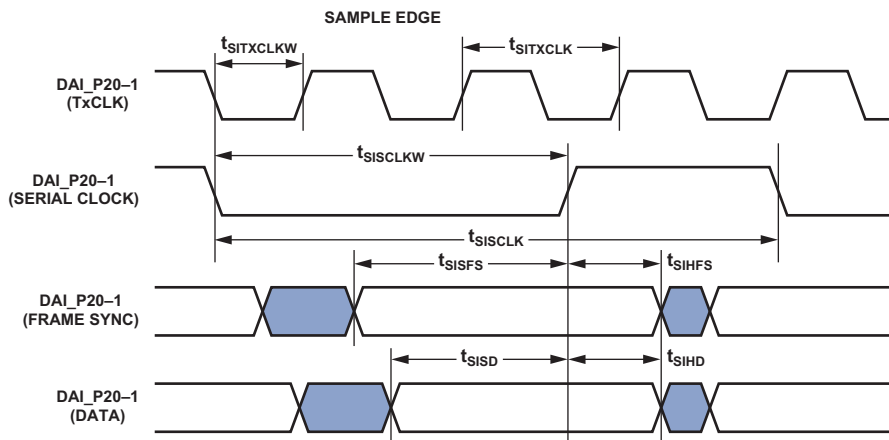 SAMPLE EDGE
tSITXCLKW
tSITXCLK
DAI_P20–1
(TxCLK)
tSISCLKW
DAI_P20–1
(SERIAL CLOCK)
tSISCLK
tSISFS
tSIHFS
DAI_P20–1
(FRAME SYNC)
tSISD
tSIHD
DAI_P20–1
(DATA)